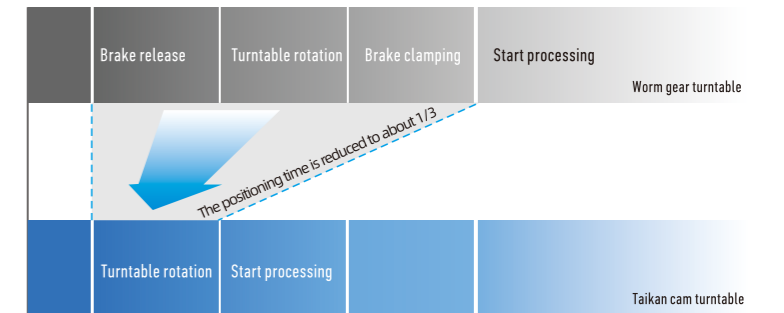 Brake release
Turntable rotation
Brake clamping
Start processing
Worm gear turntable
The positioning time is reduced to about 1/3
Turntable rotation
Start processing
Taikan cam turntable